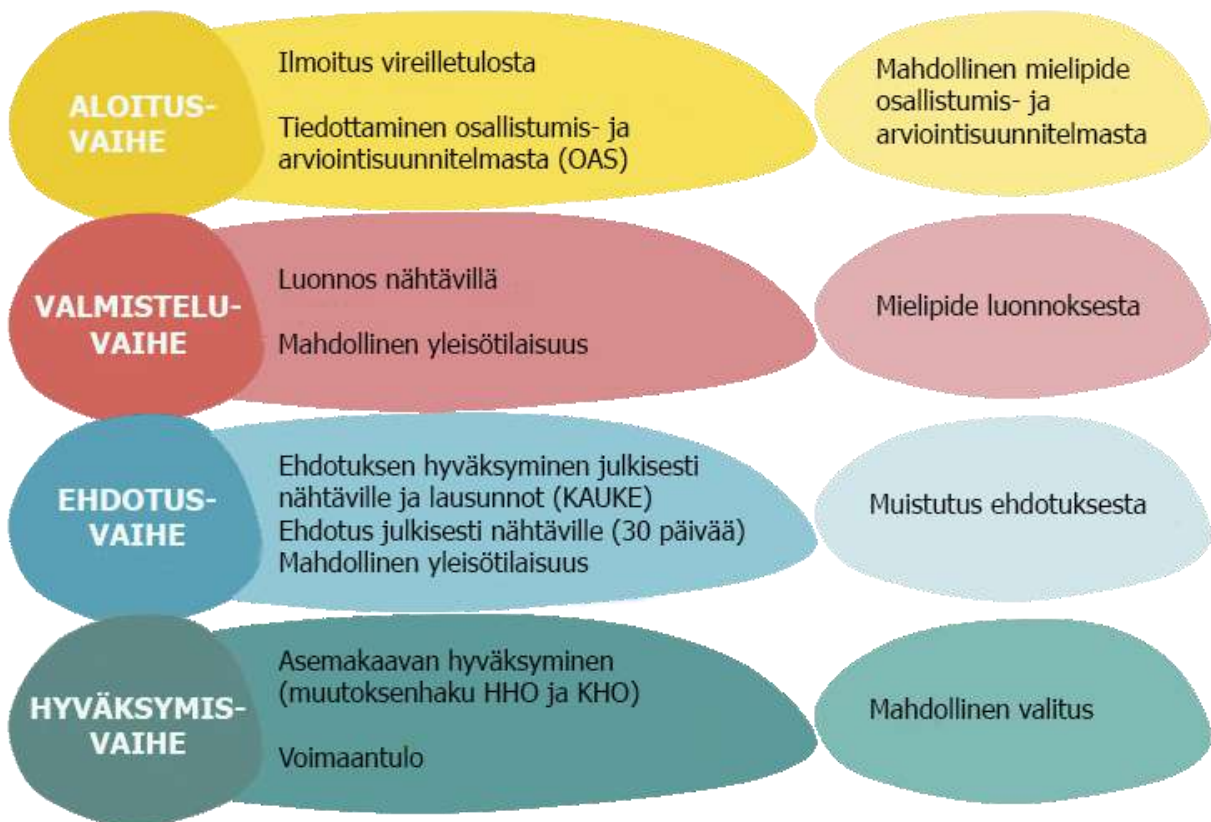 ALOITUS-
VAIHE
Ilmoitus vireilletulosta
Tiedottaminen osallistumis- ja
arviointisuunnitelmasta (OAS)
Mahdollinen mielipide
osallistumis- ja
arviointisuunnitelmasta
VALMISTELU-
VAIHE
Luonnos nähtävillä
Mahdollinen yleisötilaisuus
Mielipide luonnoksesta
EHDOTUS-
VAIHE
Ehdotuksen hyväksyminen julkisesti
nähtäville ja lausunnot (KAUKE)
Ehdotus julkisesti nähtäville (30 päivää)
Mahdollinen yleisötilaisuus
Muistutus ehdotuksesta
HYVÄKSYMIS-
VAIHE
Asemakaavan hyväksyminen
(muutoksenhaku HHO ja KHO)
Voimaantulo
Mahdollinen valitus